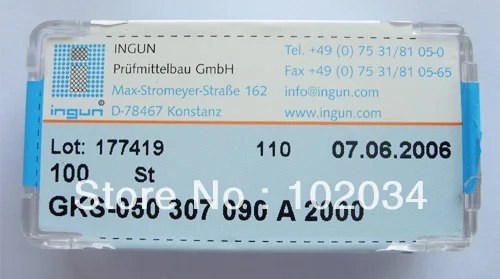 INGUN
Prüfmittelbau GmbH
Max-Stromeyer-Straße 162
D-78467 Konstanz
ingun®
Tel. +49 (0) 75 31/81 05-0
Fax +49 (0) 75 31/81 05-65
info@ingun.com
www.ingun.com
Lot: 177419 110 07.06.2006
100 St
Store No.: 102034
GKS-050 307 090 A 2000